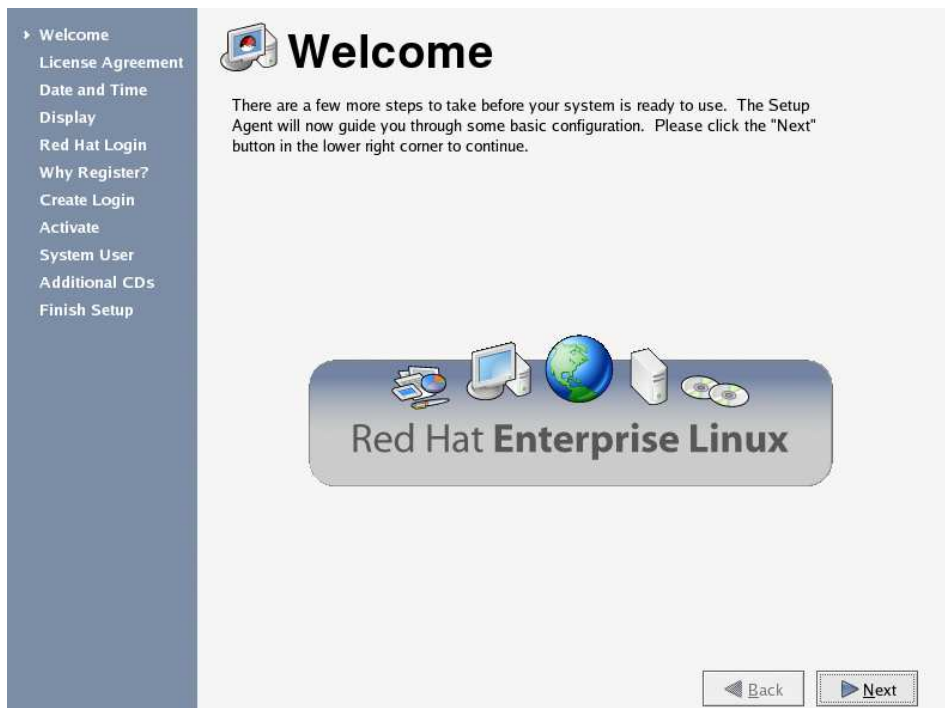 Welcome
License Agreement
Date and Time
Display
Red Hat Login
Why Register?
Create Login
Activate
System User
Additional CDs
Finish Setup
Welcome
There are a few more steps to take before your system is ready to use.  The Setup
Agent will now guide you through some basic configuration.  Please click the "Next"
button in the lower right corner to continue.
Red Hat Enterprise Linux
Back
Next